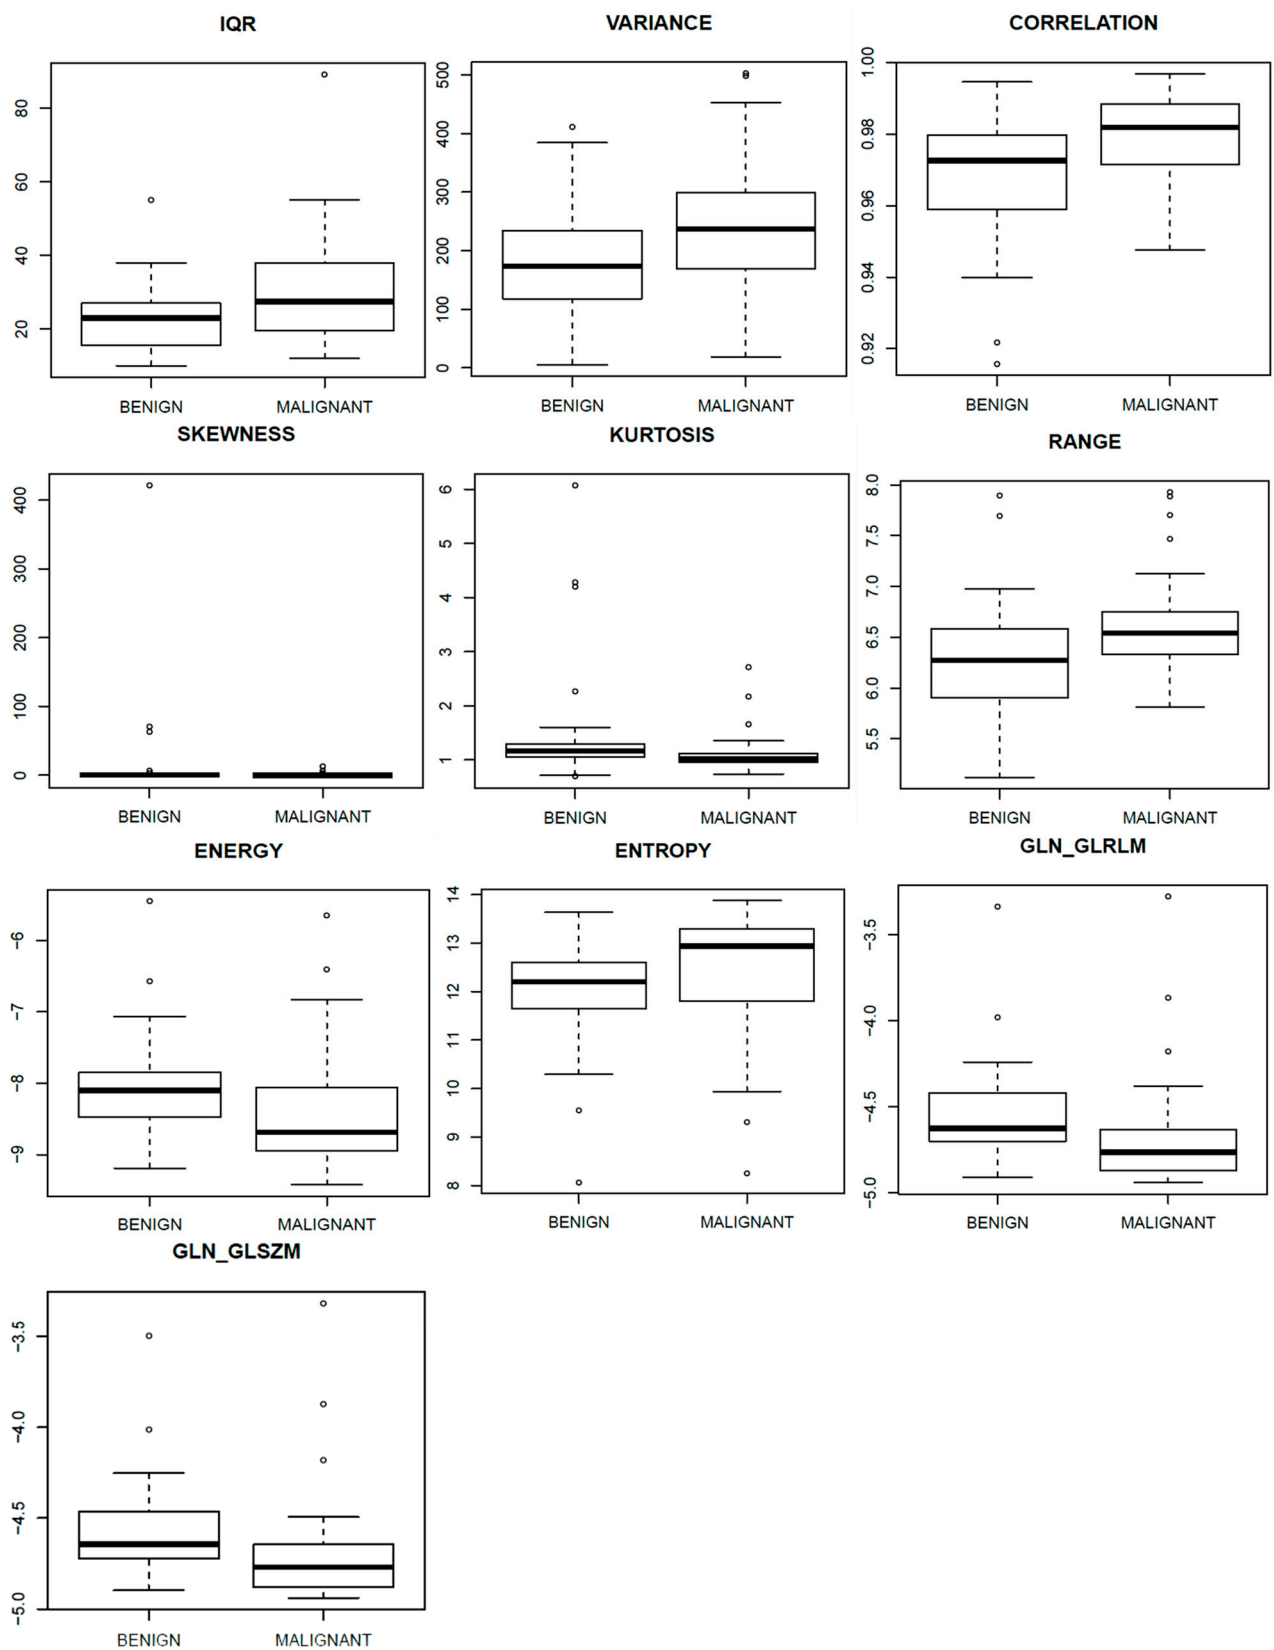 IQR
80
60
40
20
BENIGN MALIGNANT
VARIANCE
500
400
300
200
100
0
BENIGN MALIGNANT
CORRELATION
1.00
0.98
0.96
0.94
0.92
BENIGN MALIGNANT
SKEWNESS
400
300
200
100
0
BENIGN MALIGNANT
KURTOSIS
6
5
4
3
2
1
BENIGN MALIGNANT
RANGE
8.0
7.5
7.0
6.5
6.0
5.5
BENIGN MALIGNANT
ENERGY
−6
−7
−8
−9
BENIGN MALIGNANT
ENTROPY
14
13
12
11
10
9
8
BENIGN MALIGNANT
GLN_GLRLM
−3.5
−4.0
−4.5
−5.0
BENIGN MALIGNANT
GLN_GLSZM
−3.5
−4.0
−4.5
−5.0
BENIGN MALIGNANT